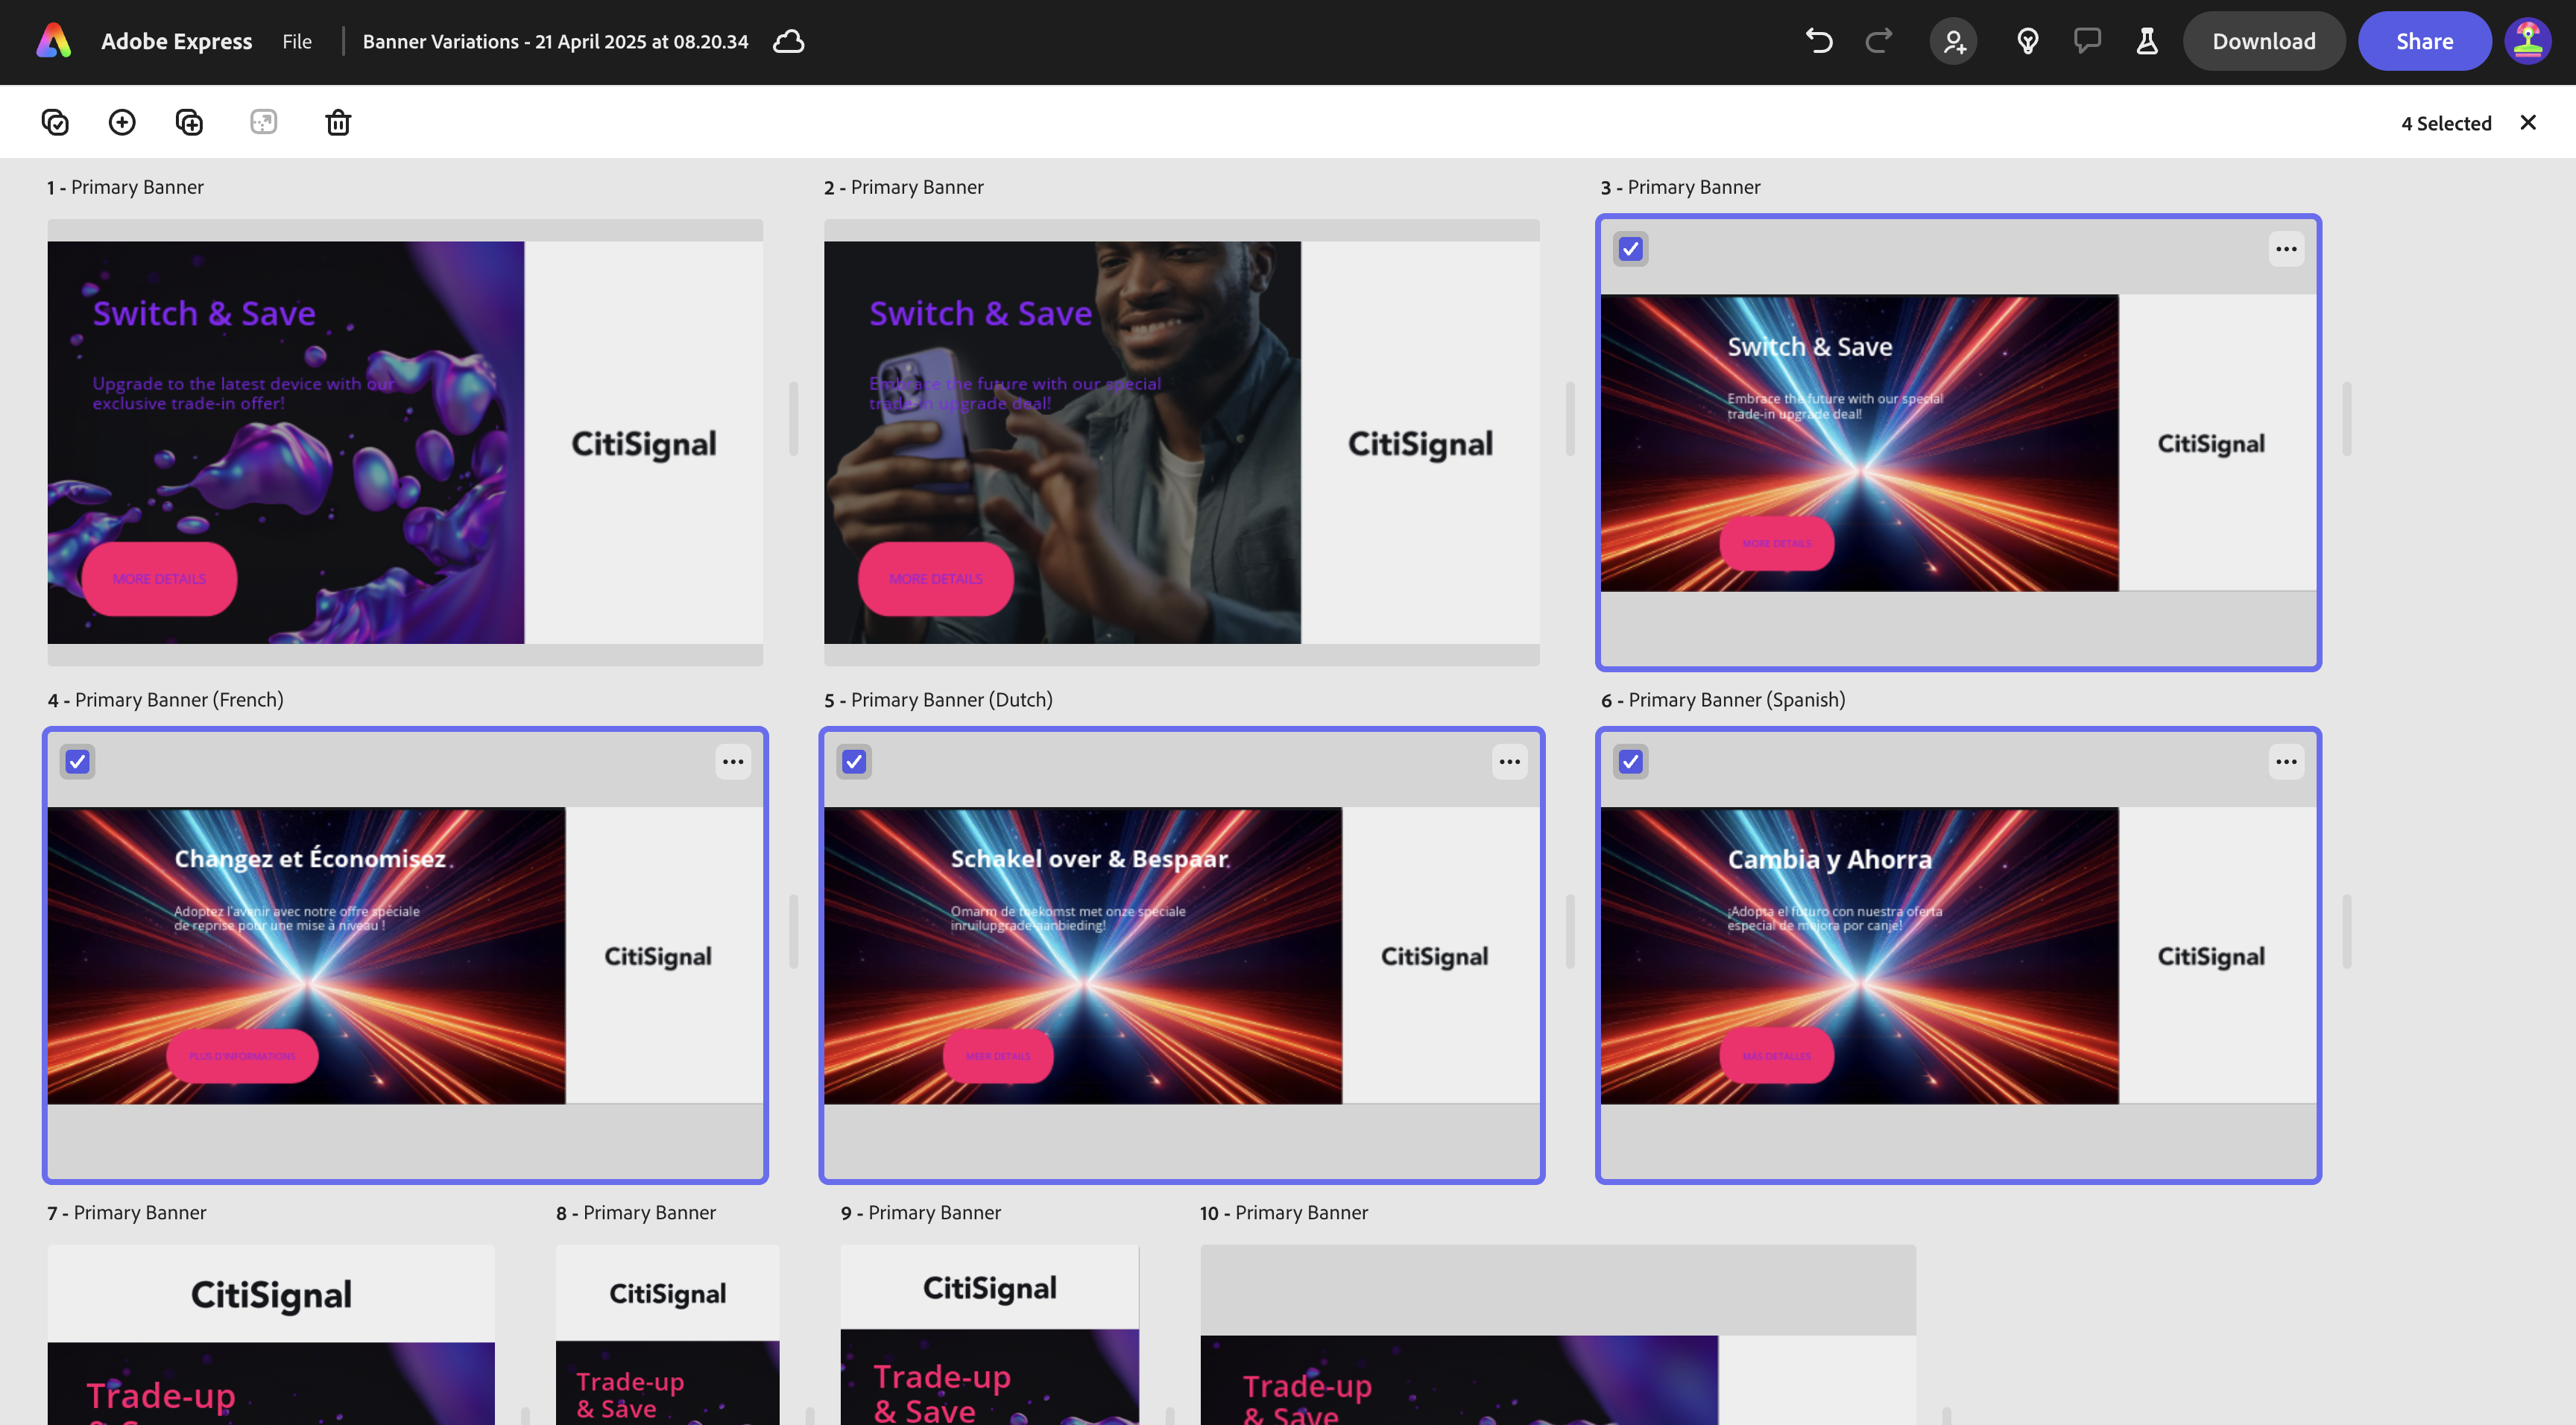 Adobe Express File Banner Variations - 21 April 2025 at 08.20.34 Download Share
4 Selected
1 - Primary Banner
Switch & Save
Upgrade to the latest device with our
exclusive trade-in offer!
MORE DETAILS
CitiSignal
2 - Primary Banner
Switch & Save
Embrace the future with our special
trade-in upgrade deal!
MORE DETAILS
CitiSignal
3 - Primary Banner
Switch & Save
Embrace the future with our special
trade-in upgrade deal!
MORE DETAILS
CitiSignal
4 - Primary Banner (French)
Changez et Économisez
Adoptez l'avenir avec notre offre spéciale
de reprise pour une mise à niveau !
PLUS D'INFORMATIONS
CitiSignal
5 - Primary Banner (Dutch)
Schakel over & Bespaar
Omarm de toekomst met onze speciale
inruilupgrade-aanbieding!
MEER DETAILS
CitiSignal
6 - Primary Banner (Spanish)
Cambia y Ahorra
¡Adopta el futuro con nuestra oferta
especial de mejora por canje!
MÁS DETALLES
CitiSignal
7 - Primary Banner
CitiSignal
Trade-up
& Save
8 - Primary Banner
CitiSignal
Trade-up
& Save
9 - Primary Banner
CitiSignal
Trade-up
& Save
10 - Primary Banner
Trade-up
& Save